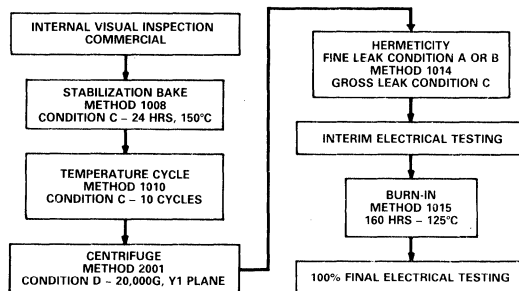 INTERNAL VISUAL INSPECTION
COMMERCIAL
STABILIZATION BAKE
METHOD 1008
CONDITION C – 24 HRS, 150°C
TEMPERATURE CYCLE
METHOD 1010
CONDITION C – 10 CYCLES
CENTRIFUGE
METHOD 2001
CONDITION D – 20,000G, Y1 PLANE
HERMETICITY
FINE LEAK CONDITION A OR B
METHOD 1014
GROSS LEAK CONDITION C
INTERIM ELECTRICAL TESTING
BURN-IN
METHOD 1015
160 HRS – 125°C
100% FINAL ELECTRICAL TESTING